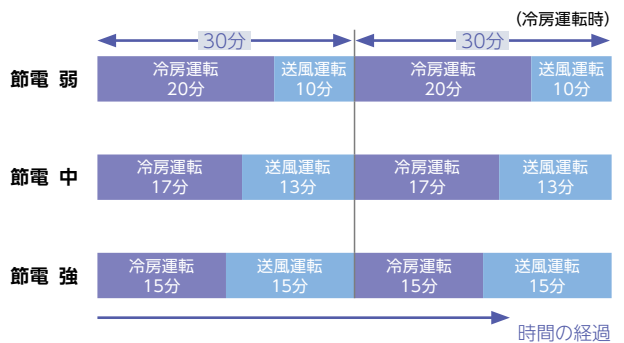 (冷房運転時)
30分 30分
節電 弱 冷房運転 送風運転 冷房運転 送風運転
20分 10分 20分 10分
節電 中 冷房運転 送風運転 冷房運転 送風運転
17分 13分 17分 13分
節電 強 冷房運転 送風運転 冷房運転 送風運転
15分 15分 15分 15分
時間の経過